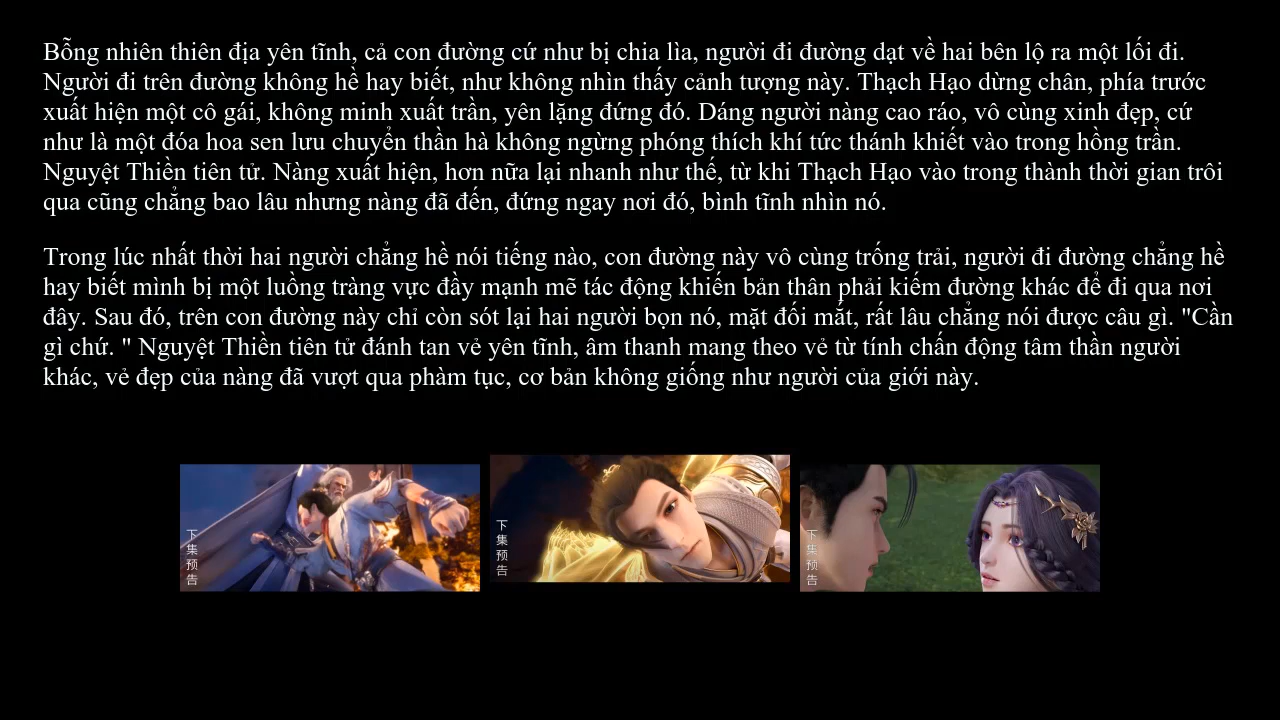 Bỗng nhiên thiên địa yên tĩnh, cả con đường cứ như bị chia lìa, người đi đường dạt về hai bên lộ ra một lối đi.
Người đi trên đường không hề hay biết, như không nhìn thấy cảnh tượng này. Thạch Hạo dừng chân, phía trước
xuất hiện một cô gái, không minh xuất trần, yên lặng đứng đó. Dáng người nàng cao ráo, vô cùng xinh đẹp, cứ
như là một đóa hoa sen lưu chuyển thần hà không ngừng phóng thích khí tức thánh khiết vào trong hồng trần.
Nguyệt Thiền tiên tử. Nàng xuất hiện, hơn nữa lại nhanh như thế, từ khi Thạch Hạo vào trong thành thời gian trôi
qua cũng chẳng bao lâu nhưng nàng đã đến, đứng ngay nơi đó, bình tĩnh nhìn nó.
Trong lúc nhất thời hai người chẳng hề nói tiếng nào, con đường này vô cùng trống trải, người đi đường chẳng hề
hay biết mình bị một luồng tràng vực đầy mạnh mẽ tác động khiến bản thân phải kiếm đường khác để đi qua nơi
đây. Sau đó, trên con đường này chỉ còn sót lại hai người bọn nó, mặt đối mắt, rất lâu chẳng nói được câu gì. "Cần
gì chứ. " Nguyệt Thiền tiên tử đánh tan vẻ yên tĩnh, âm thanh mang theo vẻ từ tính chấn động tâm thần người
khác, vẻ đẹp của nàng đã vượt qua phàm tục, cơ bản không giống như người của giới này.
下集预告
下集预告
下集预告